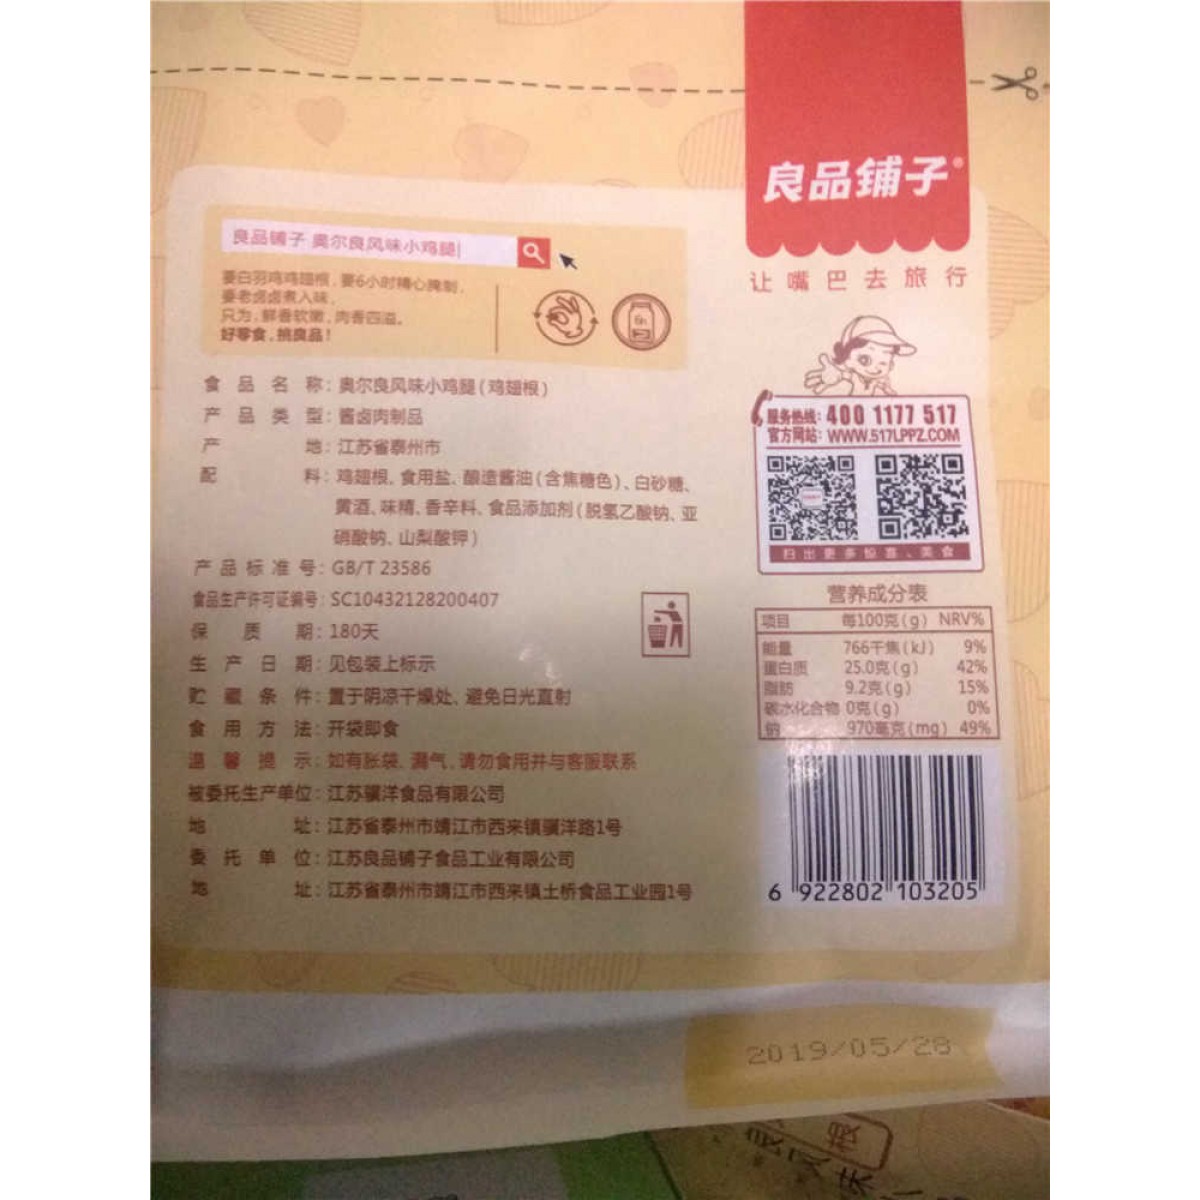 良品铺子®
让嘴巴去旅行
良品铺子 奥尔良风味小鸡腿
要白羽鸡鸡翅根，要6小时精心腌制，
要老卤卤煮入味，
只为，鲜香软嫩，肉香四溢。
好零食，挑良品！
食品名称：奥尔良风味小鸡腿（鸡翅根）
产品类型：酱卤肉制品
产地：江苏省泰州市
配料：鸡翅根、食用盐、酿造酱油（含焦糖色）、白砂糖、
黄酒、味精、香辛料、食品添加剂（脱氢乙酸钠、亚
硝酸钠、山梨酸钾）
产品标准号：GB/T 23586
食品生产许可证编号：SC10432128200407
保质期：180天
生产日期：见包装上标示
贮藏条件：置于阴凉干燥处、避免日光直射
食用方法：开袋即食
温馨提示：如有胀袋、漏气，请勿食用并与客服联系
被委托生产单位：江苏骥洋食品有限公司
地址：江苏省泰州市靖江市西来镇骥洋路1号
委托单位：江苏良品铺子食品工业有限公司
地址：江苏省泰州市靖江市西来镇土桥食品工业园1号
服务热线：400 1177 517
官方网站：WWW.517LPPZ.COM
扫出更多惊喜、美食
营养成分表
项目 每100克(g) NRV%
能量 766千焦(kJ) 9%
蛋白质 25.0克(g) 42%
脂肪 9.2克(g) 15%
碳水化合物 0克(g) 0%
钠 970毫克(mg) 49%
6 922802 103205
2019/05/28